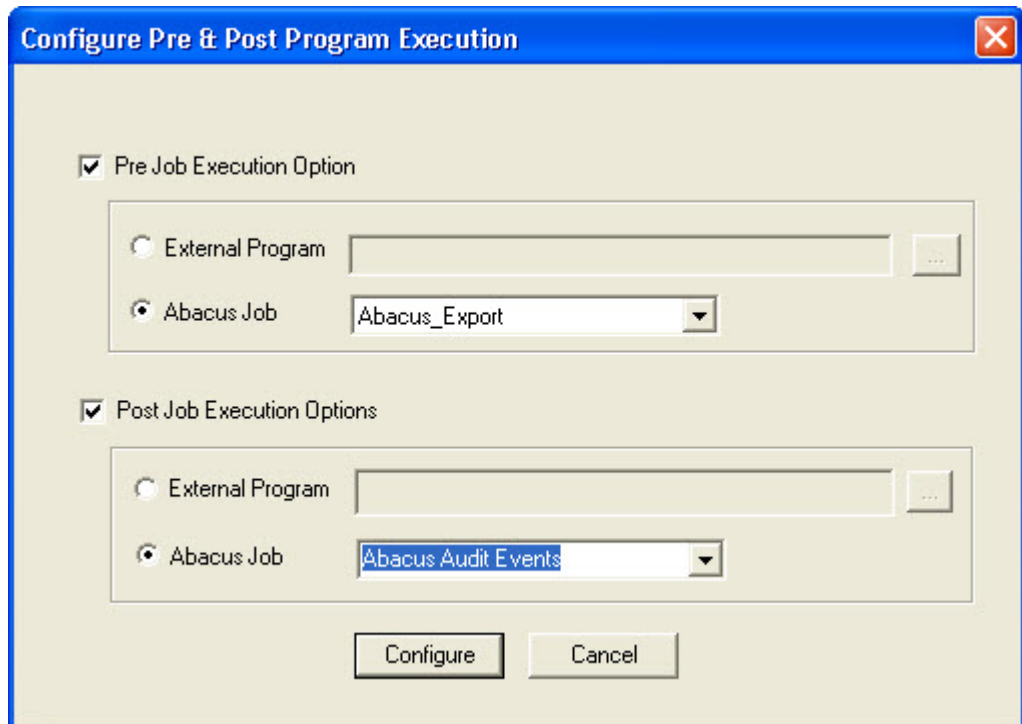 Configure Pre & Post Program Execution
Pre Job Execution Option
External Program
...
Abacus Job
Abacus_Export
Post Job Execution Options
External Program
...
Abacus Job
Abacus Audit Events
Configure
Cancel